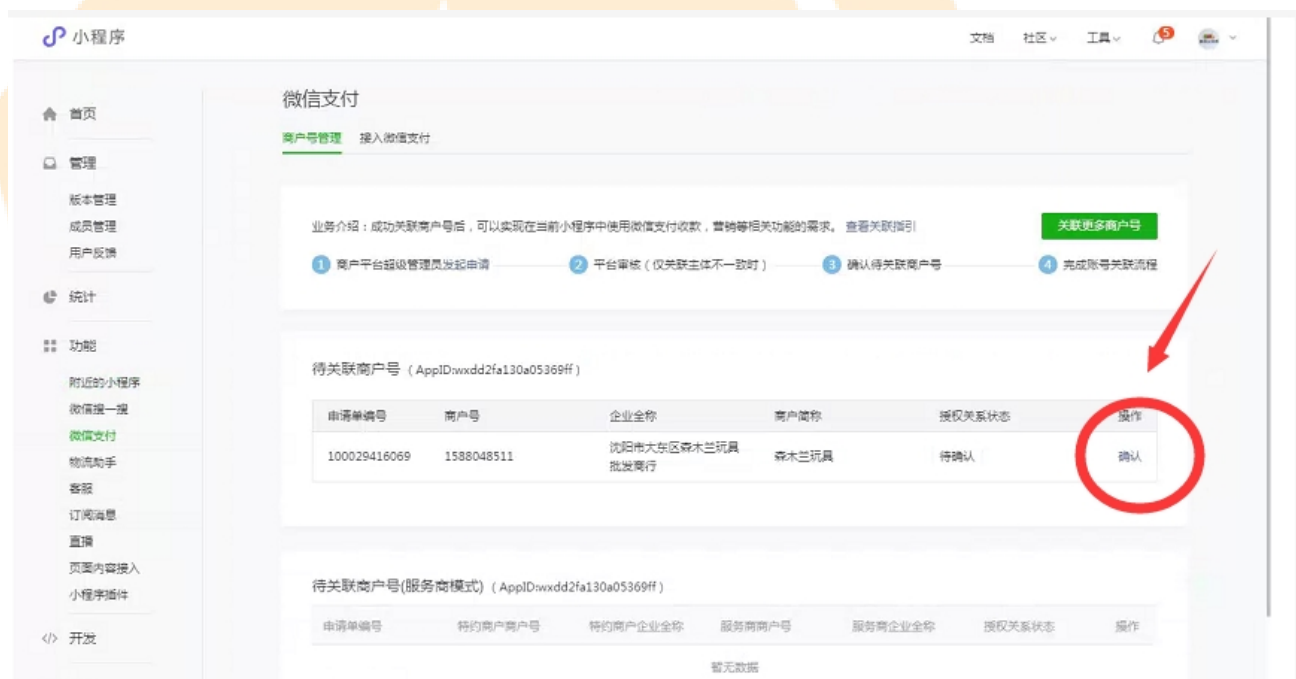 小程序
文档
社区
工具
5
首页
管理
版本管理
成员管理
用户反馈
统计
功能
附近的小程序
微信搜一搜
微信支付
物流助手
客服
订阅消息
直播
页面内容接入
小程序插件
</> 开发
微信支付
商户号管理 接入微信支付
业务介绍：成功关联商户号后，可以实现在当前小程序中使用微信支付收款，营销等相关功能的需求。 查看关联指引
关联更多商户号
1 商户平台超级管理员发起申请
2 平台审核（仅关联主体不一致时）
3 确认待关联商户号
4 完成账号关联流程
待关联商户号（AppID:wxdd2fa130a05369ff）
申请单编号 商户号 企业全称 商户简称 授权关系状态 操作
100029416069 1588048511 沈阳市大东区森木兰玩具 森木兰玩具 待确认 确认
批发商行
待关联商户号(服务商模式)（AppID:wxdd2fa130a05369ff）
申请单编号 特约商户商户号 特约商户企业全称 服务商商户号 服务商企业全称 授权关系状态 操作
暂无数据